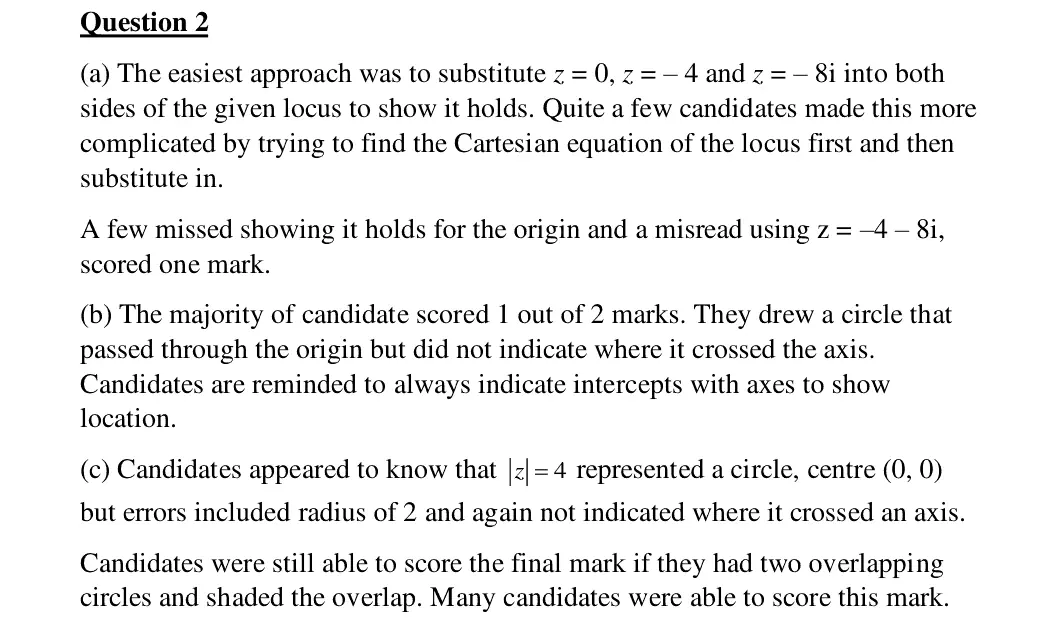 Question 2
(a) The easiest approach was to substitute z = 0, z = – 4 and z = – 8i into both
sides of the given locus to show it holds. Quite a few candidates made this more
complicated by trying to find the Cartesian equation of the locus first and then
substitute in.
A few missed showing it holds for the origin and a misread using z = –4 – 8i,
scored one mark.
(b) The majority of candidate scored 1 out of 2 marks. They drew a circle that
passed through the origin but did not indicate where it crossed the axis.
Candidates are reminded to always indicate intercepts with axes to show
location.
(c) Candidates appeared to know that |z| = 4 represented a circle, centre (0, 0)
but errors included radius of 2 and again not indicated where it crossed an axis.
Candidates were still able to score the final mark if they had two overlapping
circles and shaded the overlap. Many candidates were able to score this mark.